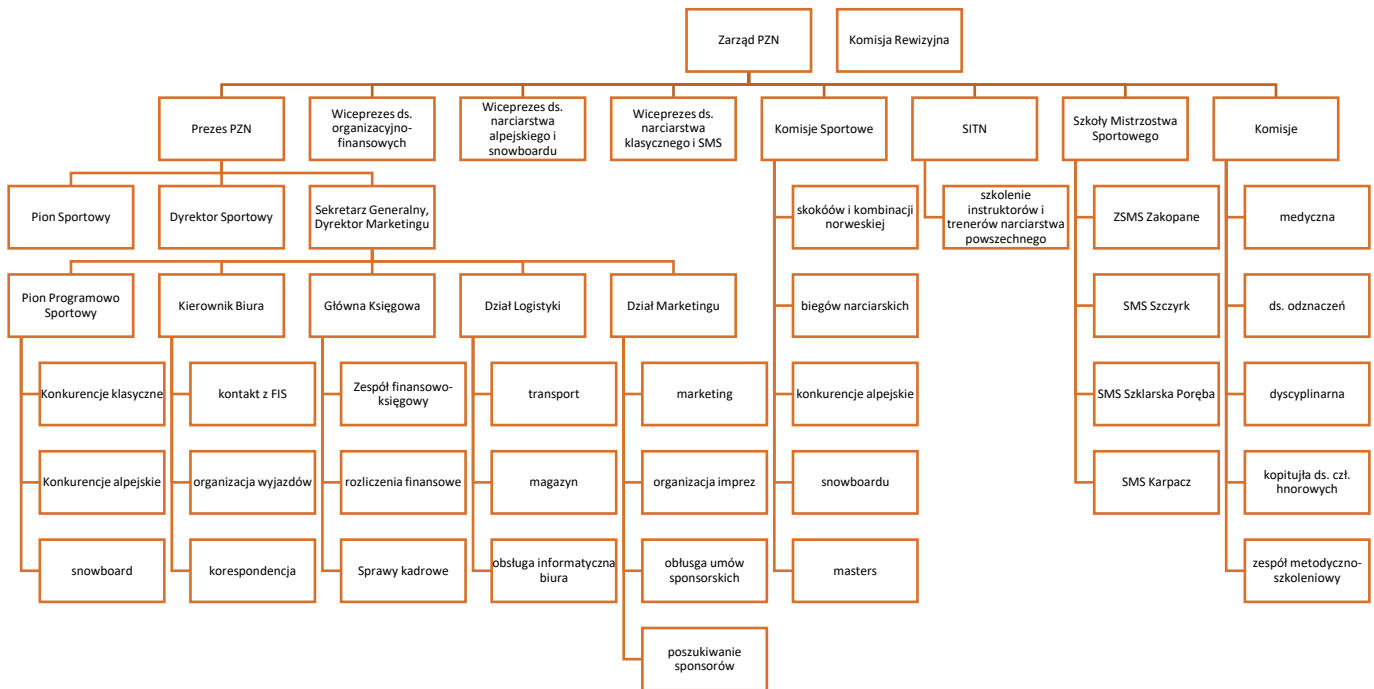 Zarząd PZN
Komisja Rewizyjna
Prezes PZN
Wiceprezes ds.
organizacyjno-
finansowych
Wiceprezes ds.
narciarstwa
alpejskiego i
snowboardu
Wiceprezes ds.
narciarstwa
klasycznego i SMS
Komisje Sportowe
SITN
Szkoły Mistrzostwa
Sportowego
Komisje
Pion Sportowy
Dyrektor Sportowy
Sekretarz Generalny,
Dyrektor Marketingu
skokóów i kombinacji
norweskiej
szkolenie
instruktorów i
trenerów narciarstwa
powszechnego
ZSMS Zakopane
medyczna
Pion Programowo
Sportowy
Kierownik Biura
Główna Księgowa
Dział Logistyki
Dział Marketingu
biegów narciarskich
SMS Szczyrk
ds. odznaczeń
Konkurencje klasyczne
kontakt z FIS
Zespół finansowo-
księgowy
transport
marketing
konkurencje alpejskie
SMS Szklarska Poręba
dyscyplinarna
Konkurencje alpejskie
organizacja wyjazdów
rozliczenia finansowe
magazyn
organizacja imprez
snowboardu
SMS Karpacz
kopitujła ds. czł.
hnorowych
snowboard
korespondencja
Sprawy kadrowe
obsługa informatyczna
biura
obłusga umów
sponsorskich
masters
zespół metodyczno-
szkoleniowy
poszukiwanie
sponsorów